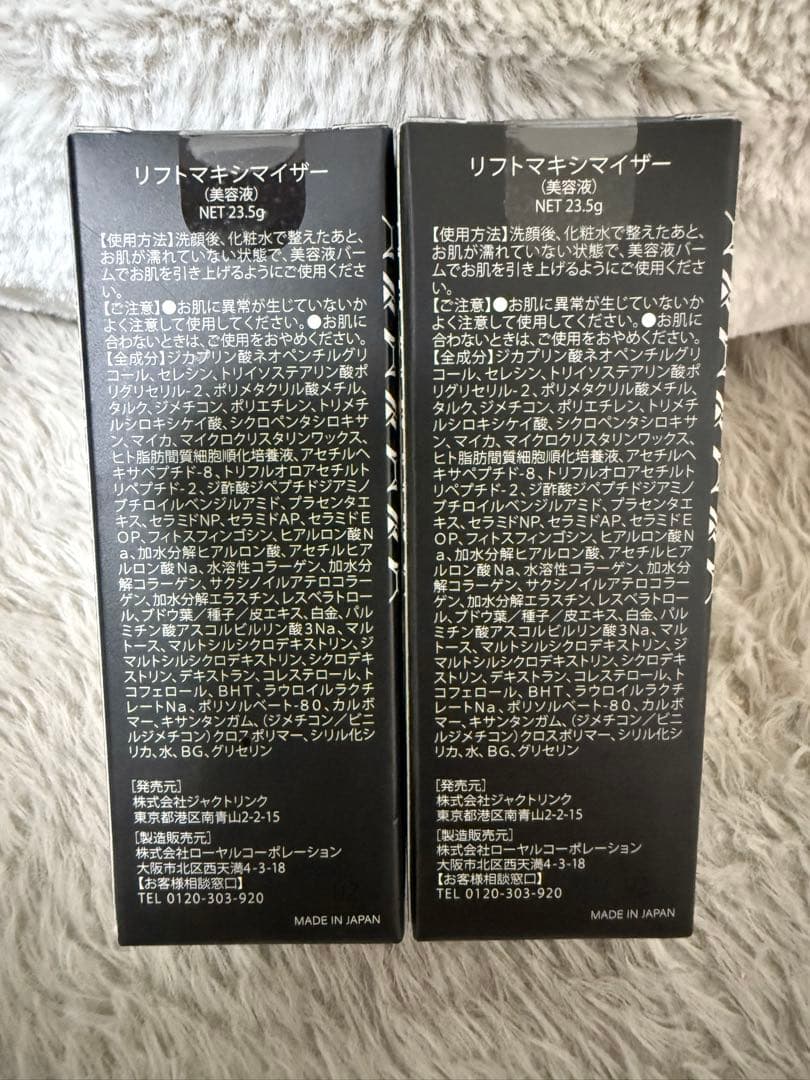 リフトマキシマイザー
(美容液)
NET 23.5g
【使用方法】洗顔後、化粧水で整えたあと、
お肌が濡れていない状態で、美容液バー
ムでお肌を引き上げるようにご使用くださ
い。
【ご注意】●お肌に異常が生じていないか
よく注意して使用してください。●お肌に
合わないときは、ご使用をおやめください。
【全成分】ジカプリン酸ネオペンチルグリ
コール、セレシン、トリイソステアリン酸ポ
リグリセリル-2、ポリメタクリル酸メチル、
タルク、ジメチコン、ポリエチレン、トリメチ
ルシロキシケイ酸、シクロペンタシロキサ
ン、マイカ、マイクロクリスタリンワックス、
ヒト脂肪間質細胞順化培養液、アセチルヘ
キサペプチド-8、トリフルオロアセチルト
リペプチド-2、ジ酢酸ジペプチドジアミノ
ブチロイルベンジルアミド、プラセンタエ
キス、セラミドNP、セラミドAP、セラミドE
OP、フィトスフィンゴシン、ヒアルロン酸N
a、加水分解ヒアルロン酸、アセチルヒア
ルロン酸Na、水溶性コラーゲン、加水分
解コラーゲン、サクシノイルアテロコラー
ゲン、加水分解エラスチン、レスベラトロー
ル、ブドウ葉/種子/皮エキス、白金、パル
ミチン酸アスコルビルリン酸3Na、マル
トース、マルトシルシクロデキストリン、ジ
マルトシルシクロデキストリン、シクロデキ
ストリン、デキストラン、コレステロール、ト
コフェロール、BHT、ラウロイルラクチ
レートNa、ポリソルベート-80、カルボ
マー、キサンタンガム、(ジメチコン/ビニ
ルジメチコン)クロスポリマー、シリル化シ
リカ、水、BG、グリセリン
[発売元]
株式会社ジャクトリンク
東京都港区南青山2-2-15
[製造販売元]
株式会社ローヤルコーポレーション
大阪市北区西天満4-3-18
【お客様相談窓口】
TEL 0120-303-920
MADE IN JAPAN
リフトマキシマイザー
(美容液)
NET 23.5g
【使用方法】洗顔後、化粧水で整えたあと、
お肌が濡れていない状態で、美容液バー
ムでお肌を引き上げるようにご使用くださ
い。
【ご注意】●お肌に異常が生じていないか
よく注意して使用してください。●お肌に
合わないときは、ご使用をおやめください。
【全成分】ジカプリン酸ネオペンチルグリ
コール、セレシン、トリイソステアリン酸ポ
リグリセリル-2、ポリメタクリル酸メチル、
タルク、ジメチコン、ポリエチレン、トリメチ
ルシロキシケイ酸、シクロペンタシロキサ
ン、マイカ、マイクロクリスタリンワックス、
ヒト脂肪間質細胞順化培養液、アセチルヘ
キサペプチド-8、トリフルオロアセチルト
リペプチド-2、ジ酢酸ジペプチドジアミノ
ブチロイルベンジルアミド、プラセンタエ
キス、セラミドNP、セラミドAP、セラミドE
OP、フィトスフィンゴシン、ヒアルロン酸N
a、加水分解ヒアルロン酸、アセチルヒア
ルロン酸Na、水溶性コラーゲン、加水分
解コラーゲン、サクシノイルアテロコラー
ゲン、加水分解エラスチン、レスベラトロー
ル、ブドウ葉/種子/皮エキス、白金、パル
ミチン酸アスコルビルリン酸3Na、マルト
ース、マルトシルシクロデキストリン、ジ
マルトシルシクロデキストリン、シクロデキ
ストリン、デキストラン、コレステロール、ト
コフェロール、BHT、ラウロイルラクチ
レートNa、ポリソルベート-80、カルボ
マー、キサンタンガム、(ジメチコン/ビニ
ルジメチコン)クロスポリマー、シリル化シ
リカ、水、BG、グリセリン
[発売元]
株式会社ジャクトリンク
東京都港区南青山2-2-15
[製造販売元]
株式会社ローヤルコーポレーション
大阪市北区西天満4-3-18
【お客様相談窓口】
TEL 0120-303-920
MADE IN JAPAN